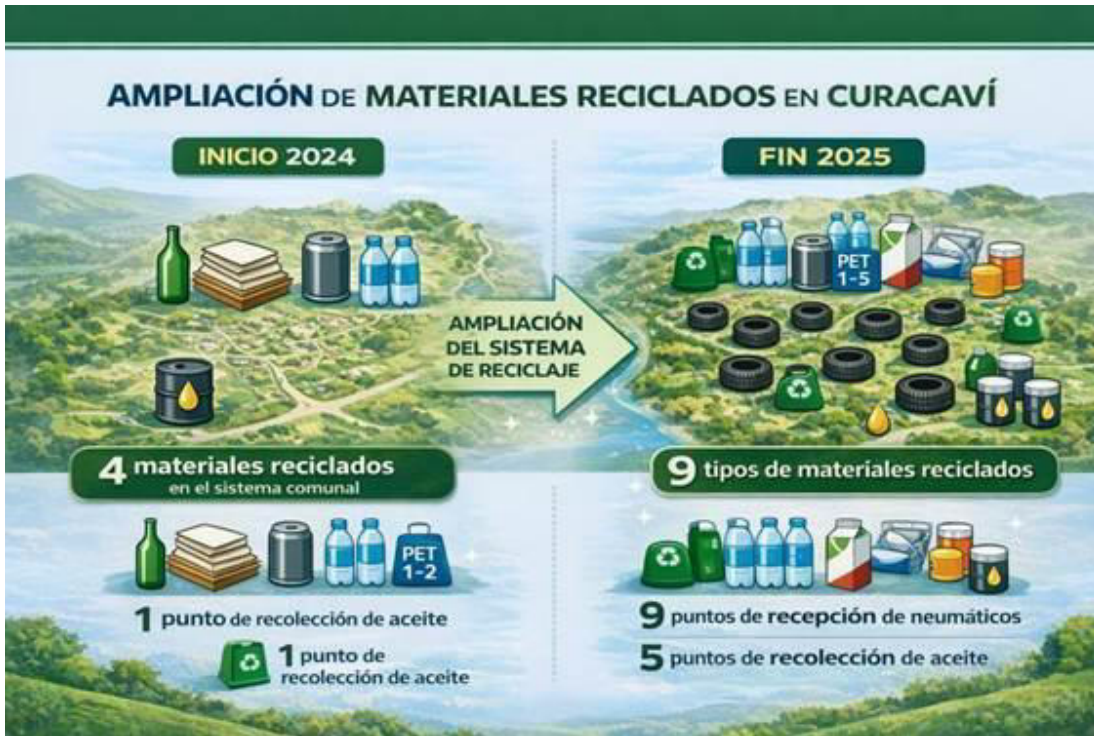 AMPLIACIÓN DE MATERIALES RECICLADOS EN CURACAVÍ
INICIO 2024
FIN 2025
PET
1-5
AMPLIACIÓN
DEL SISTEMA
DE RECICLAJE
4 materiales reciclados
en el sistema comunal
9 tipos de materiales reciclados
PET
1-2
1 punto de recolección de aceite
1 punto de
recolección de aceite
9 puntos de recepción de neumáticos
5 puntos de recolección de aceite